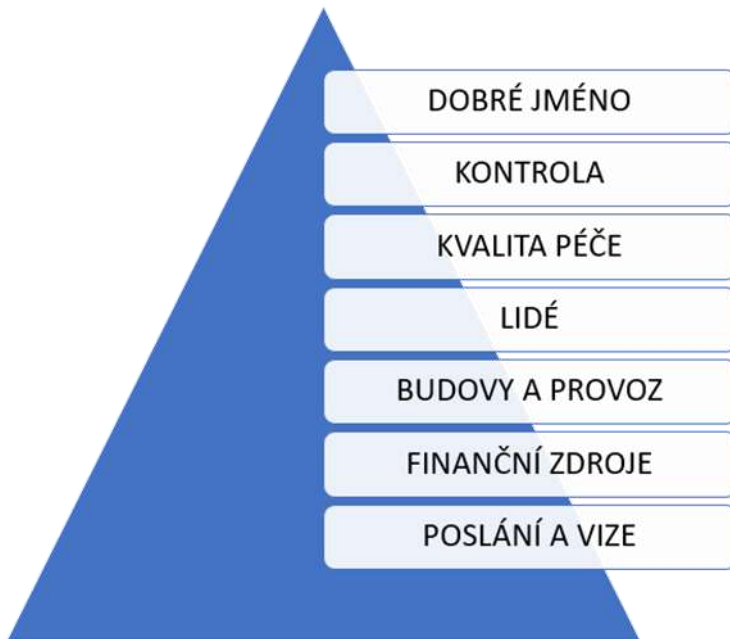 DOBRÉ JMÉNO
KONTROLA
KVALITA PÉČE
LIDÉ
BUDOVY A PROVOZ
FINANČNÍ ZDROJE
POSLÁNÍ A VIZE